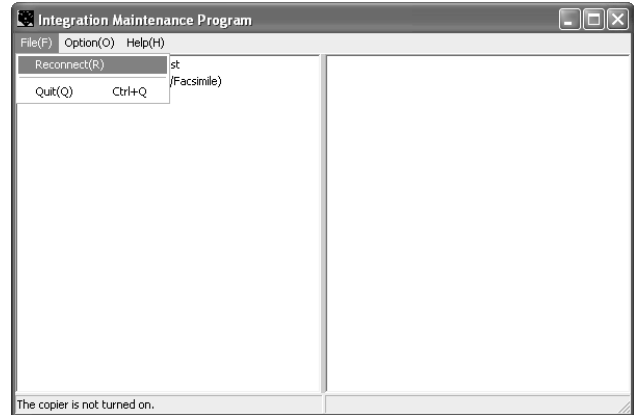 Integration Maintenance Program
File(F) Option(O) Help(H)
Reconnect(R)
st
/Facsimile)
Quit(Q) Ctrl+Q
The copier is not turned on.